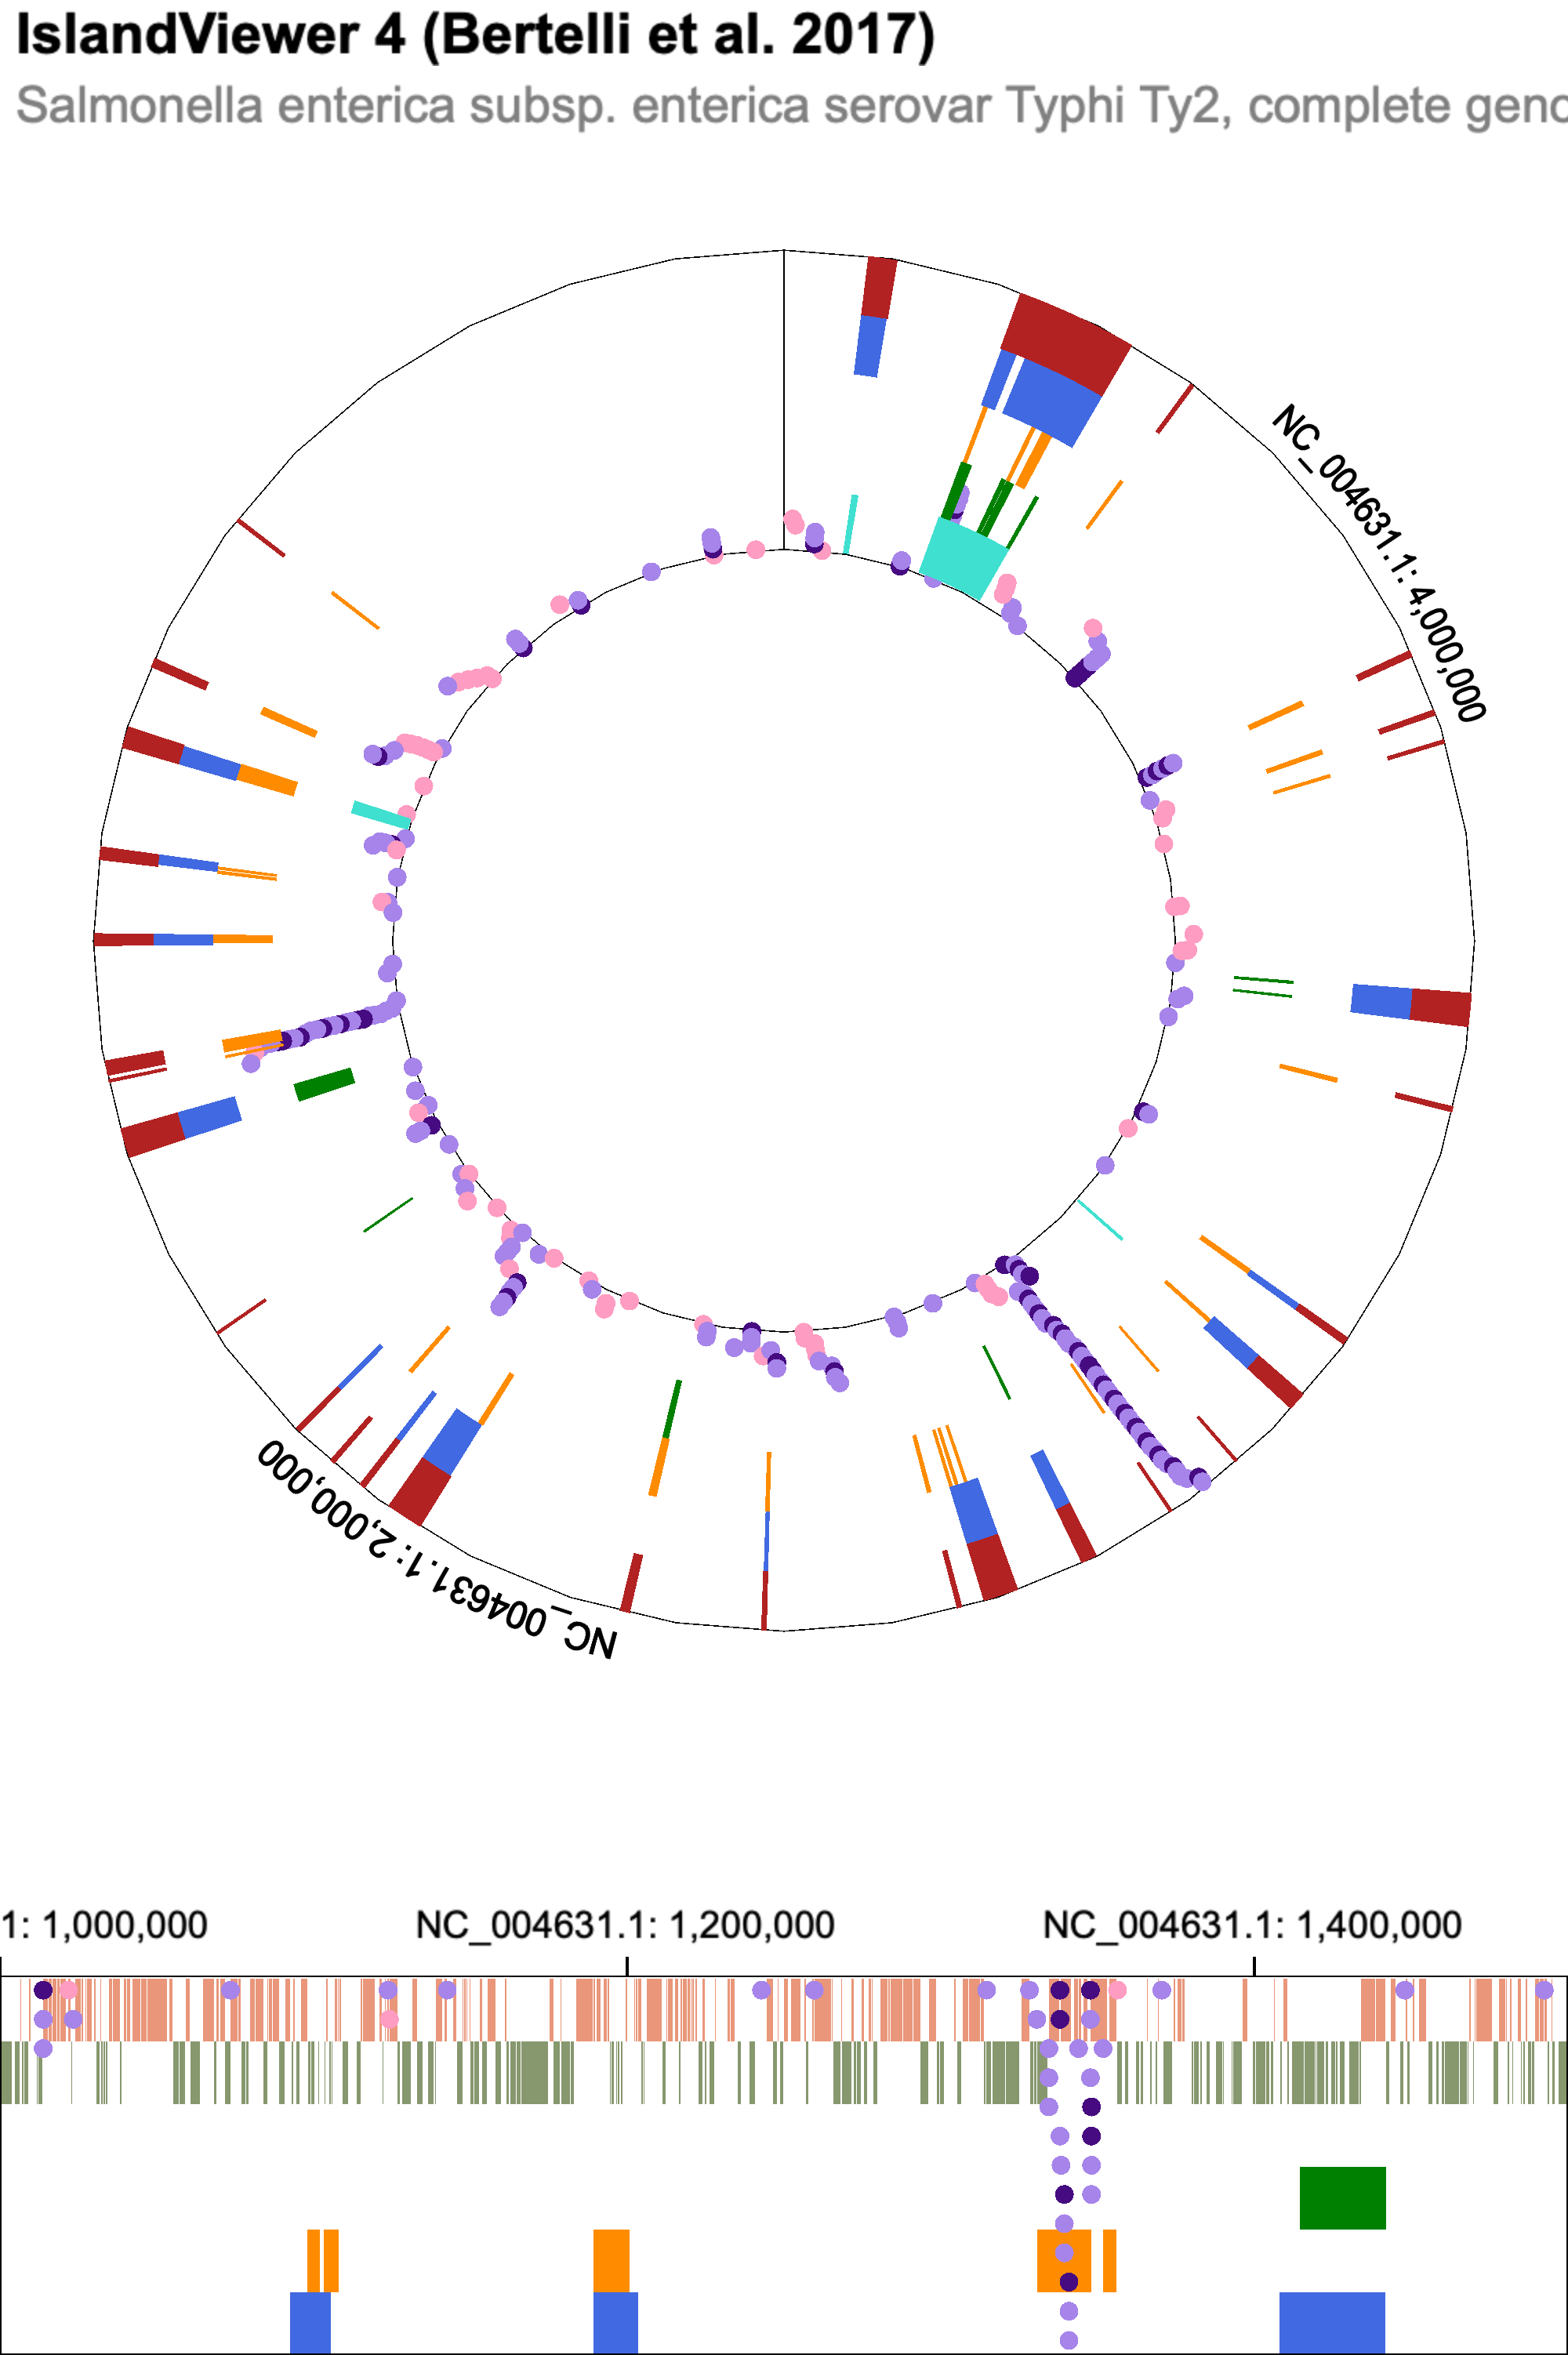 IslandViewer 4 (Bertelli et al. 2017)
Salmonella enterica subsp. enterica serovar Typhi Ty2, complete geno
NC_004631.1: 4,000,000
NC_004631.1: 2,000,000
1: 1,000,000 NC_004631.1: 1,200,000 NC_004631.1: 1,400,000